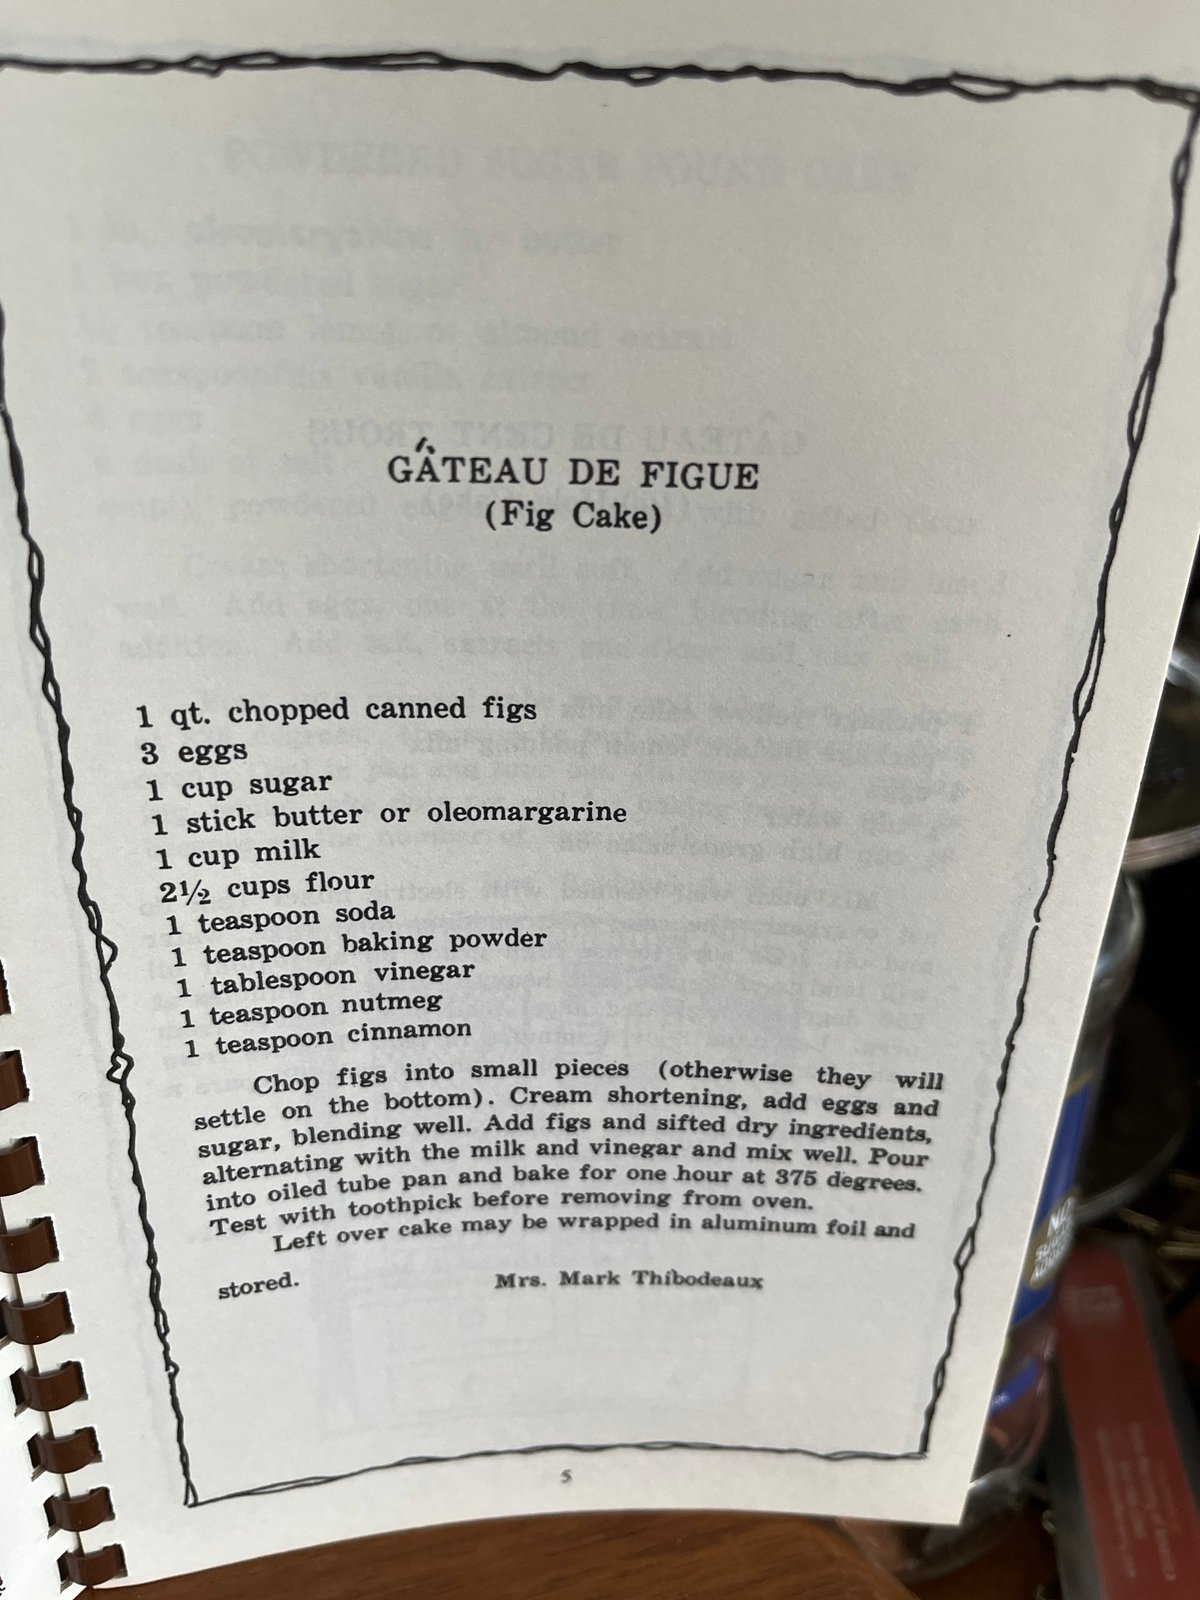 GÂTEAU DE FIGUE
(Fig Cake)
1 qt. chopped canned figs
3 eggs
1 cup sugar
1 stick butter or oleomargarine
1 cup milk
2½ cups flour
1 teaspoon soda
1 teaspoon baking powder
1 tablespoon vinegar
1 teaspoon nutmeg
1 teaspoon cinnamon
Chop figs into small pieces (otherwise they will
settle on the bottom). Cream shortening, add eggs and
sugar, blending well. Add figs and sifted dry ingredients,
alternating with the milk and vinegar and mix well. Pour
into oiled tube pan and bake for one hour at 375 degrees.
Test with toothpick before removing from oven.
Left over cake may be wrapped in aluminum foil and
stored.
Mrs. Mark Thibodeaux
5
NO
SUGAR
ADDED